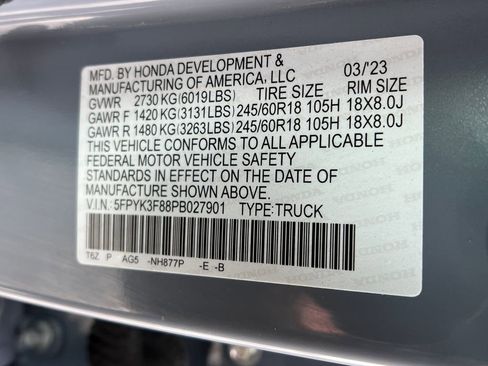 MFD. BY HONDA DEVELOPMENT &
MANUFACTURING OF AMERICA, LLC 03/'23
GVWR 2730 KG(6019LBS) TIRE SIZE RIM SIZE
GAWR F 1420 KG(3131LBS) 245/60R18 105H 18X8.0J
GAWR R 1480 KG(3263LBS) 245/60R18 105H 18X8.0J
THIS VEHICLE CONFORMS TO ALL APPLICABLE
FEDERAL MOTOR VEHICLE SAFETY
STANDARDS IN EFFECT ON THE DATE OF
MANUFACTURE SHOWN ABOVE.
V.I.N.: 5FPYK3F88PB027901 TYPE:TRUCK
T6Z P AG5 -NH877P -E -B